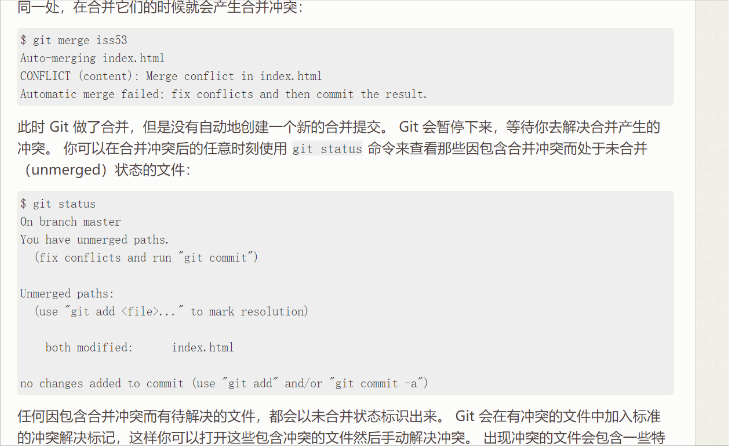 同一处，在合并它们的时候就会产生合并冲突：
$ git merge iss53
Auto-merging index.html
CONFLICT (content): Merge conflict in index.html
Automatic merge failed; fix conflicts and then commit the result.
此时 Git 做了合并，但是没有自动地创建一个新的合并提交。 Git 会暂停下来，等待你去解决合并产生的
冲突。 你可以在合并冲突后的任意时刻使用 git status 命令来查看那些因包含合并冲突而处于未合并
（unmerged）状态的文件：
$ git status
On branch master
You have unmerged paths.
  (fix conflicts and run "git commit")
Unmerged paths:
  (use "git add <file>..." to mark resolution)
    both modified:      index.html
no changes added to commit (use "git add" and/or "git commit -a")
任何因包含合并冲突而有待解决的文件，都会以未合并状态标识出来。 Git 会在有冲突的文件中加入标准
的冲突解决标记，这样你可以打开这些包含冲突的文件然后手动解决冲突。 出现冲突的文件会包含一些特